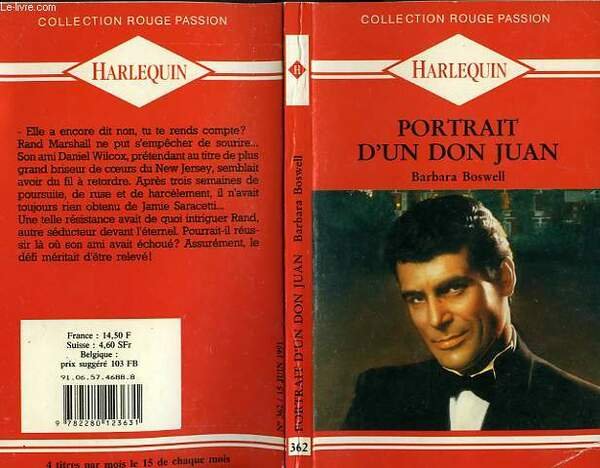 Le-livre.com
COLLECTION ROUGE PASSION
HARLEQUIN
- Elle a encore dit non, tu te rends compte?
Rand Marshall ne put s'empêcher de sourire...
Son ami Daniel Wilcox, prétendant au titre de plus
grand briseur de cœurs du New Jersey, semblait
avoir du fil à retordre. Après trois semaines de
poursuite, de ruse et de harcèlement, il n'avait
toujours rien obtenu de Jamie Saracetti...
Une telle résistance avait de quoi intriguer Rand,
autre séducteur devant l'éternel. Pourrait-il réus-
sir là où son ami avait échoué? Assurément, le
défi méritait d'être relevé!
France : 14,50 F
Suisse : 4,60 SFr
Belgique :
prix suggéré 103 FB
91.06.57.4688.8
9 782280 123631
4 titres par mois le 15 de chaque mois
H
Barbara Boswell
PORTRAIT D'UN DON JUAN
N° 362 / 15 JUIN 1991
362
COLLECTION ROUGE PASSION
HARLEQUIN
PORTRAIT
D'UN DON JUAN
Barbara Boswell